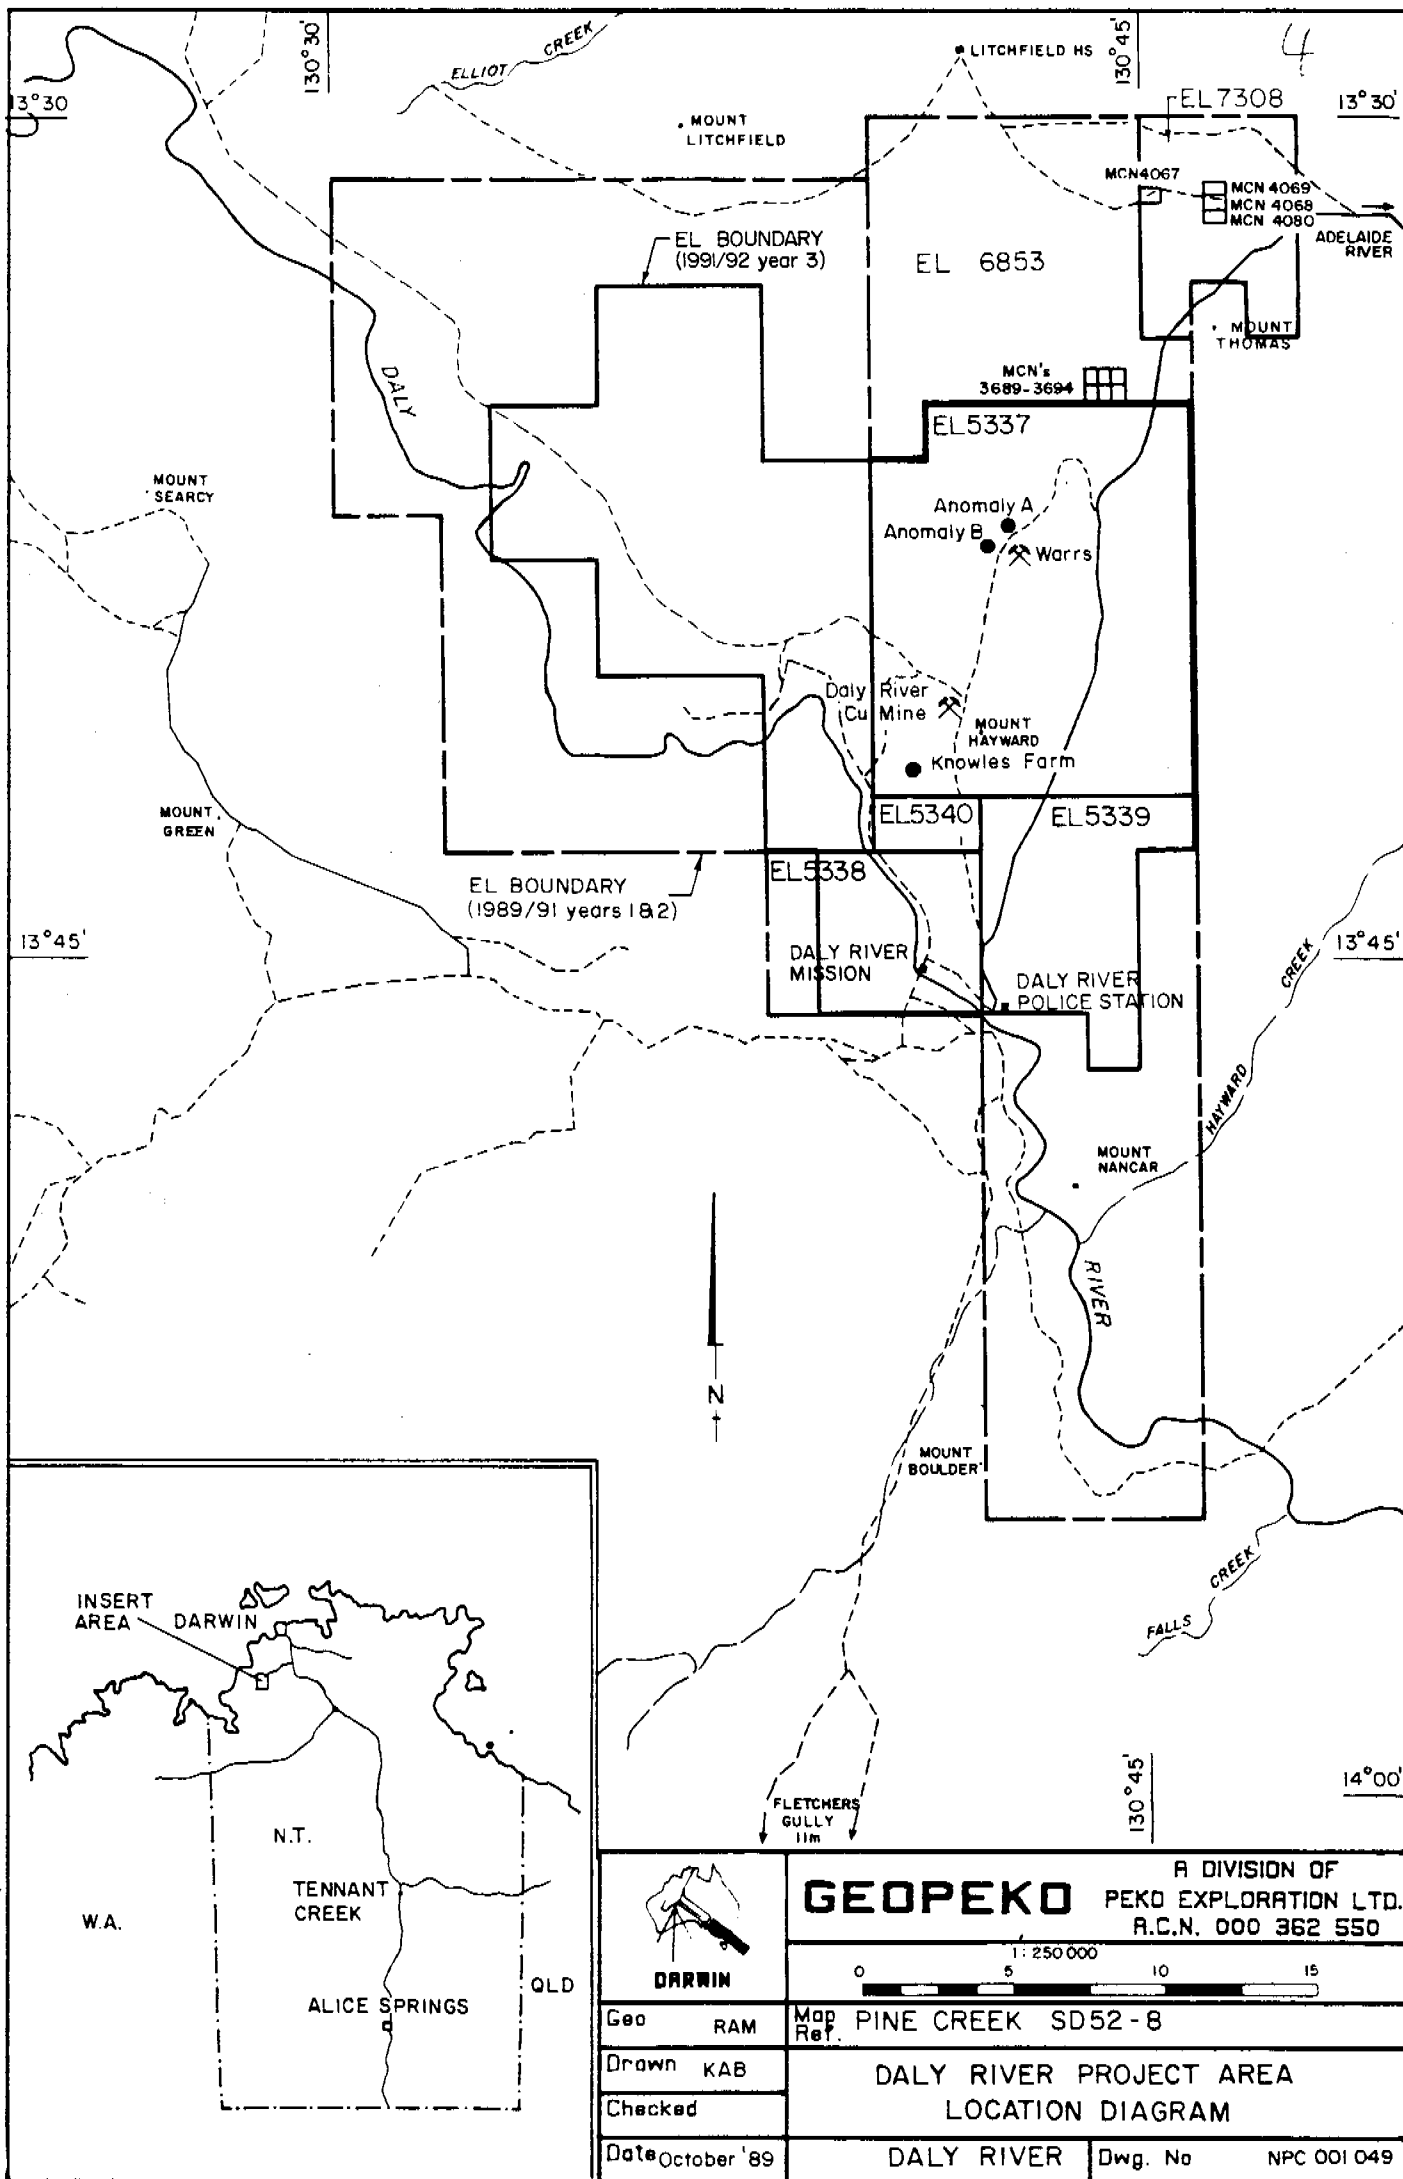 4
130°30'
ELLIOT CREEK
LITCHFIELD HS
130°45'
13°30
MOUNT
LITCHFIELD
EL7308
13°30'
MCN4067
MCN 4069
MCN 4068
MCN 4080
ADELAIDE
RIVER
EL BOUNDARY
(1991/92 year 3)
EL 6853
MOUNT
THOMAS
DALY
MCN's
3689-3694
EL5337
MOUNT
SEARCY
Anomaly A
Anomaly B
Warrs
Daly River
Cu Mine
MOUNT
HAYWARD
Knowles Farm
MOUNT
GREEN
EL5340
EL5339
EL5338
EL BOUNDARY
(1989/91 years 1&2)
13°45'
DALY RIVER
MISSION
DALY RIVER
POLICE STATION
HAYWARD CREEK
13°45'
MOUNT
NANCAR
RIVER
N
MOUNT
BOULDER
FALLS CREEK
INSERT
AREA
DARWIN
N.T.
TENNANT
CREEK
W.A.
QLD
ALICE SPRINGS
FLETCHERS
GULLY
11m
130°45'
14°00'
DARWIN
GEOPEKO
A DIVISION OF
PEKO EXPLORATION LTD.
A.C.N. 000 362 550
1:250 000
0 5 10 15
Geo RAM
Map Ref. PINE CREEK SD52-8
Drawn KAB
DALY RIVER PROJECT AREA
LOCATION DIAGRAM
Checked
Date October '89
DALY RIVER
Dwg. No NPC 001 049